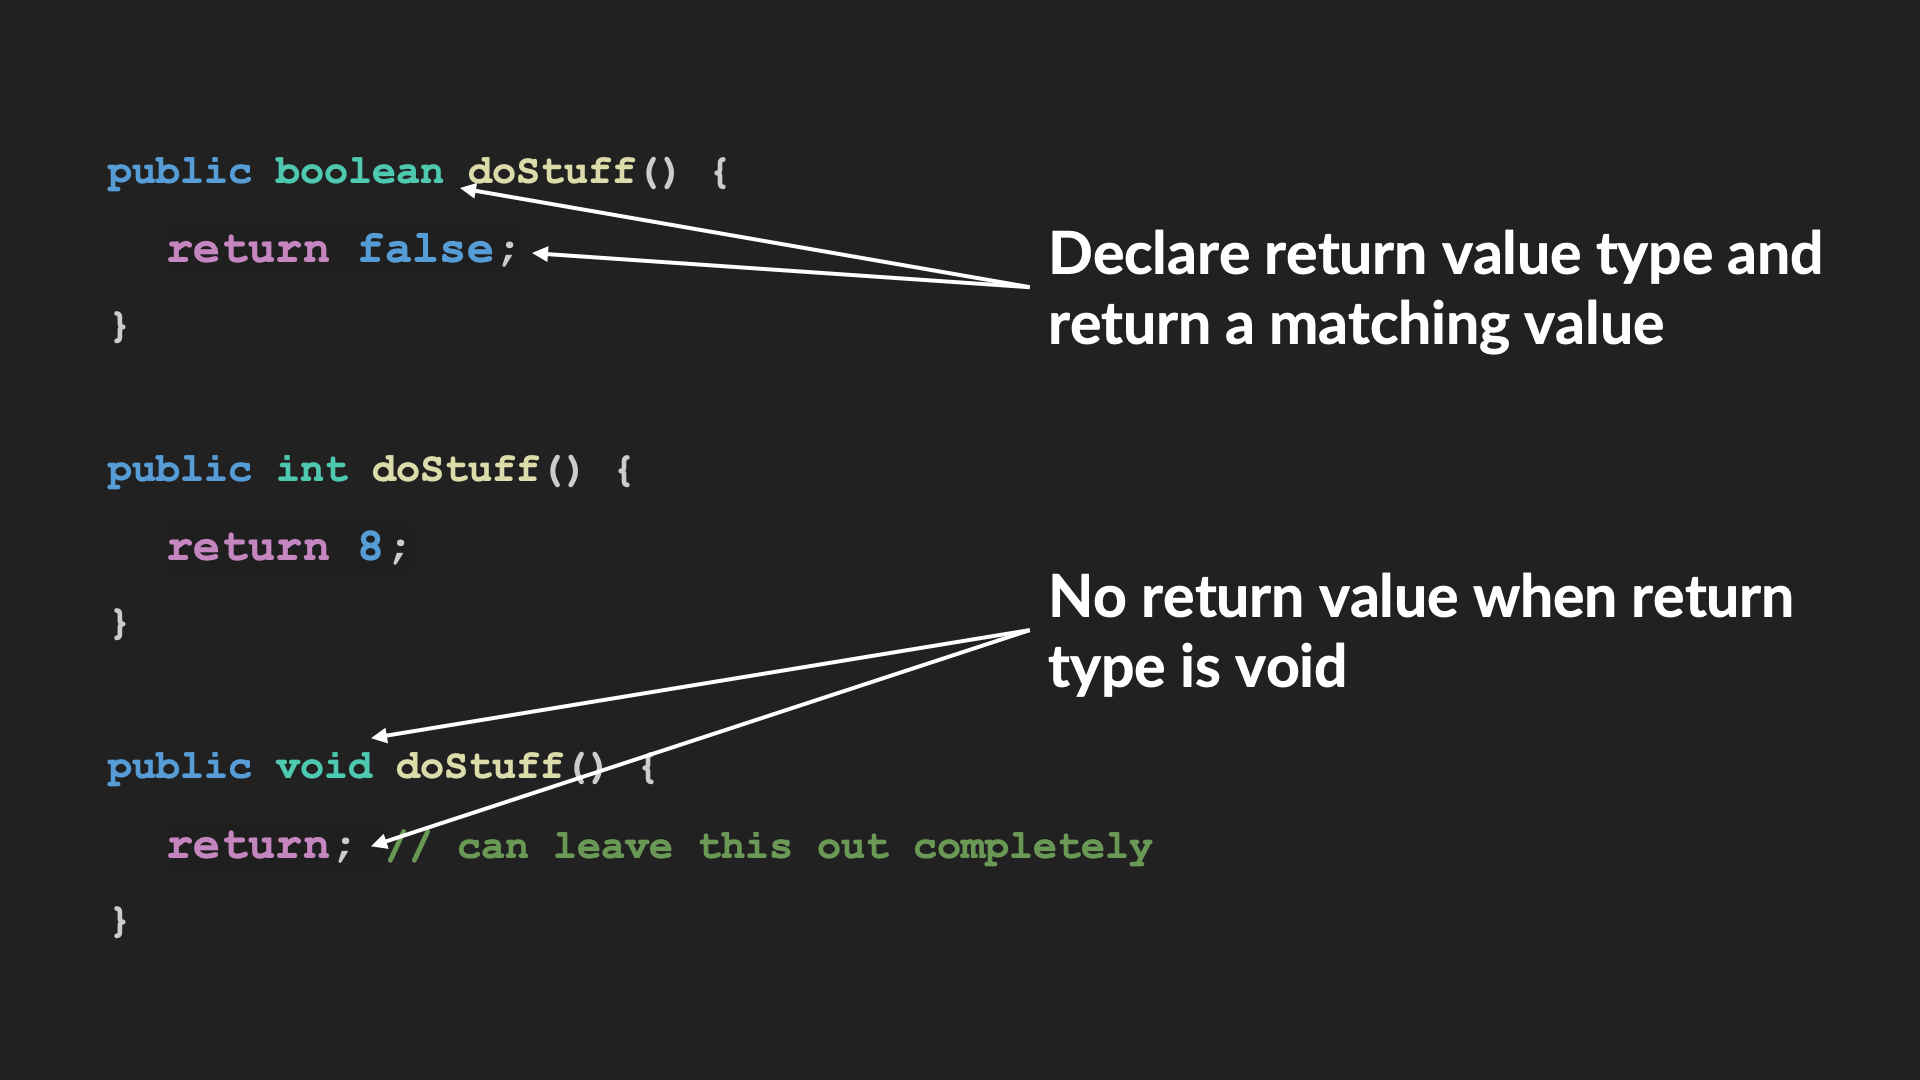 public boolean doStuff() {
return false;
}
Declare return value type and
return a matching value
public int doStuff() {
return 8;
}
No return value when return
type is void
public void doStuff() {
return; // can leave this out completely
}